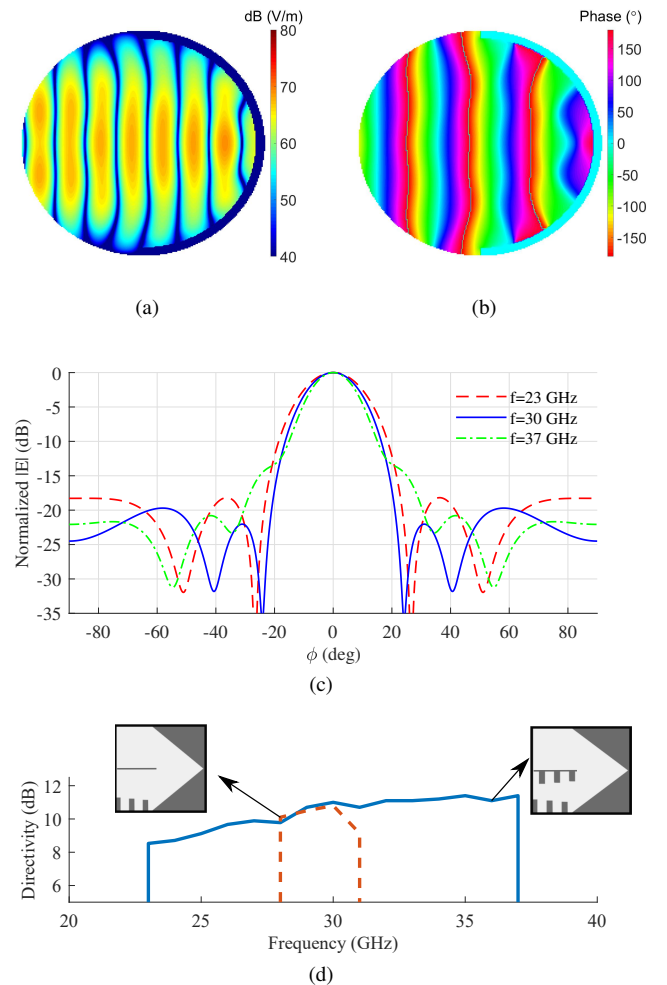 dB (V/m)
80
70
60
50
40
(a)
Phase (°)
150
100
50
0
-50
-100
-150
(b)
Normalized |E| (dB)
0
-5
-10
-15
-20
-25
-30
-35
f=23 GHz
f=30 GHz
f=37 GHz
-80 -60 -40 -20 0 20 40 60 80
ϕ (deg)
(c)
Directivity (dB)
12
10
8
6
20 25 30 35 40
Frequency (GHz)
(d)